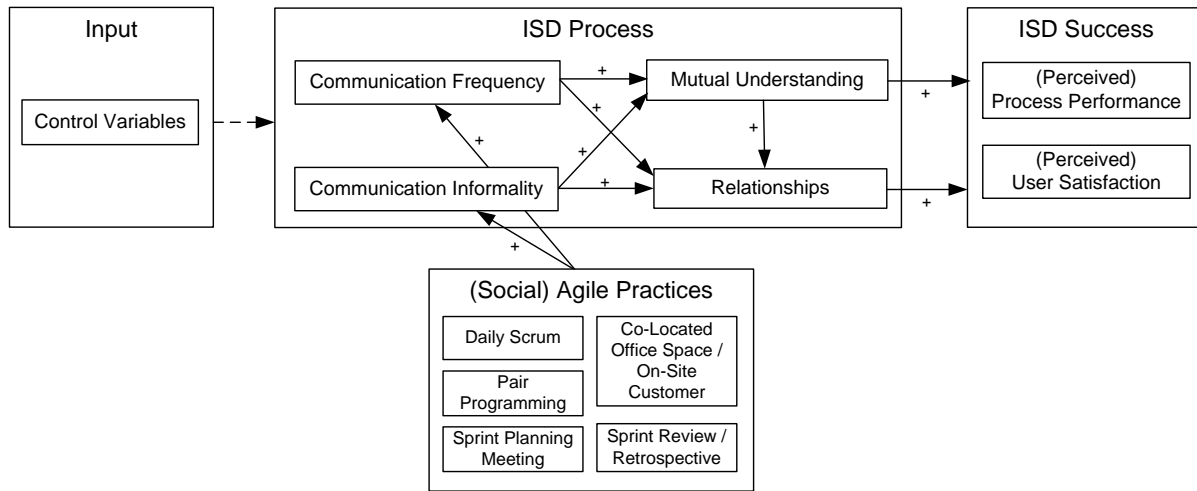 Input
Control Variables
ISD Process
Communication Frequency
Communication Informality
Mutual Understanding
Relationships
+
+
+
+
+
+
+
+
+
ISD Success
(Perceived)
Process Performance
(Perceived)
User Satisfaction
(Social) Agile Practices
Daily Scrum
Pair
Programming
Sprint Planning
Meeting
Co-Located
Office Space /
On-Site
Customer
Sprint Review /
Retrospective